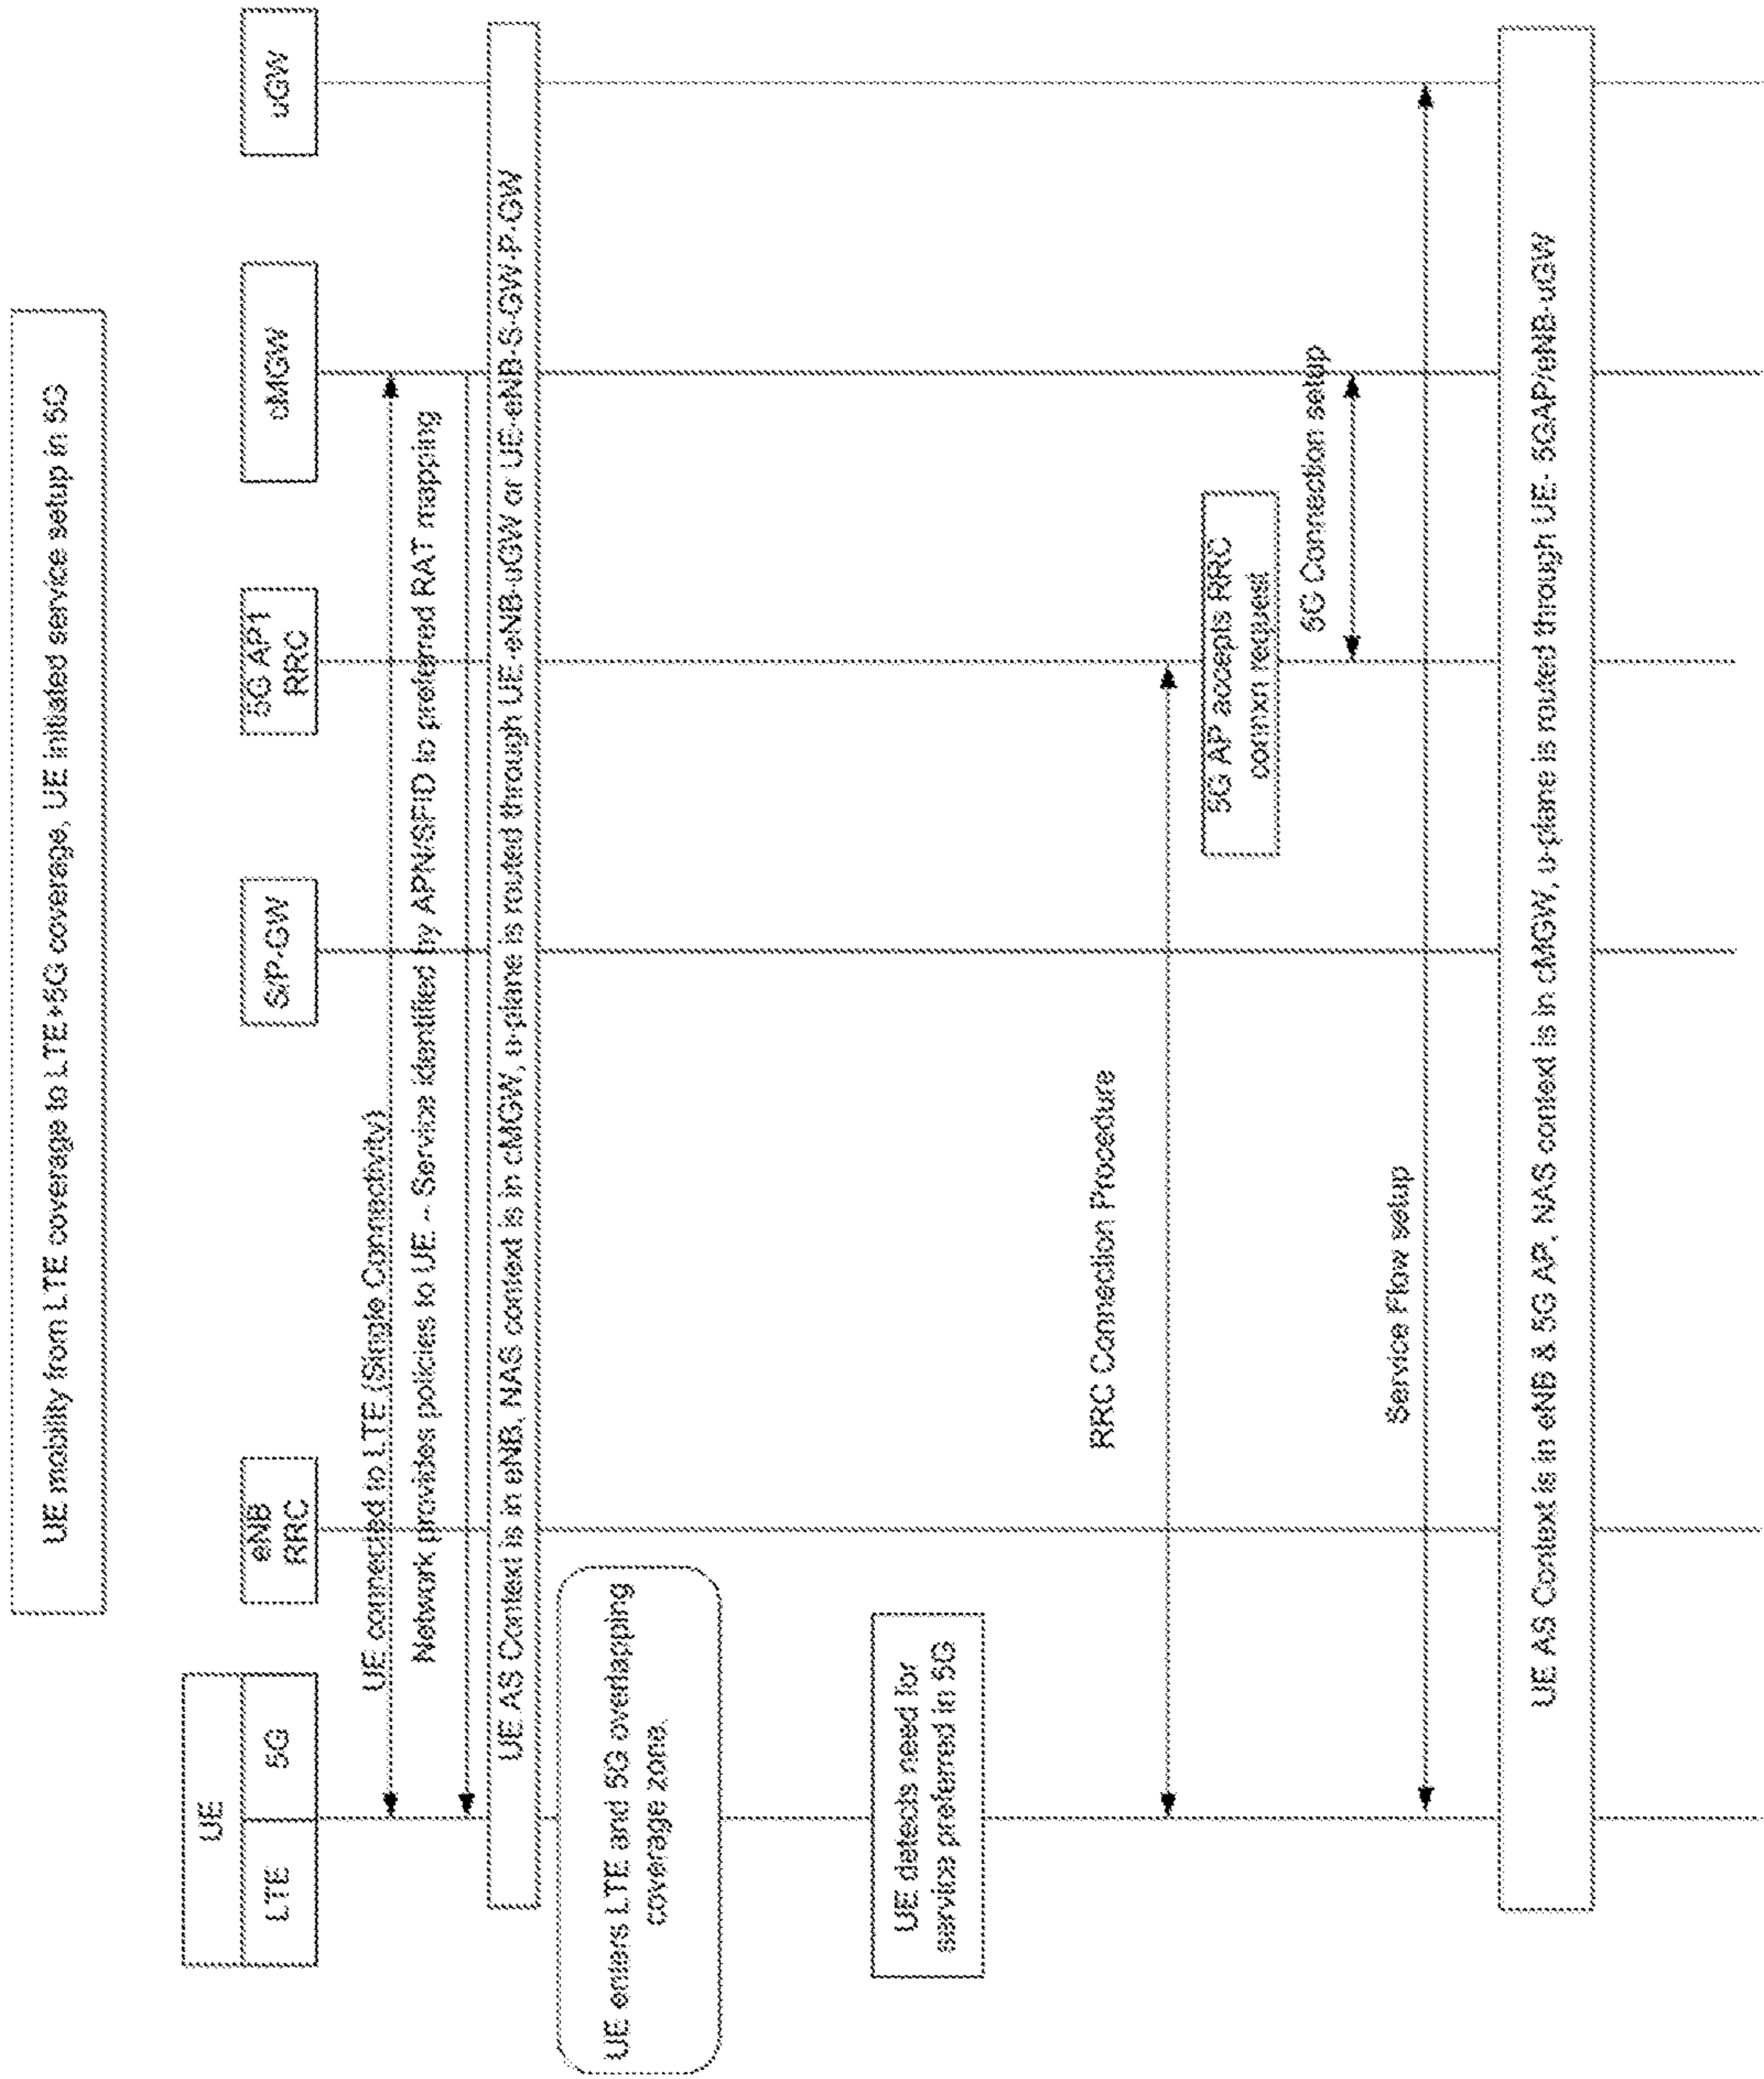 UE mobility from LTE coverage to LTE+5G coverage, UE initiated service setup in 5G
UE
LTE
5G
eNB
RRC
S/P-GW
5G AP1
RRC
cMGW
uGW
UE connected to LTE (Single Connectivity)
Network provides policies to UE -- Service identified by APN/SFID to preferred RAT mapping
UE AS Context is in eNB, NAS context is in cMGW, u-plane is routed through UE-eNB-uGW or UE-eNB-S-GW-P-GW
UE enters LTE and 5G overlapping
coverage zone.
UE detects need for
service preferred in 5G
RRC Connection Procedure
5G AP accepts RRC
connxn request
5G Connection setup
Service Flow setup
UE AS Context is in eNB & 5G AP, NAS context is in cMGW, u-plane is routed through UE- 5GAP/eNB-uGW